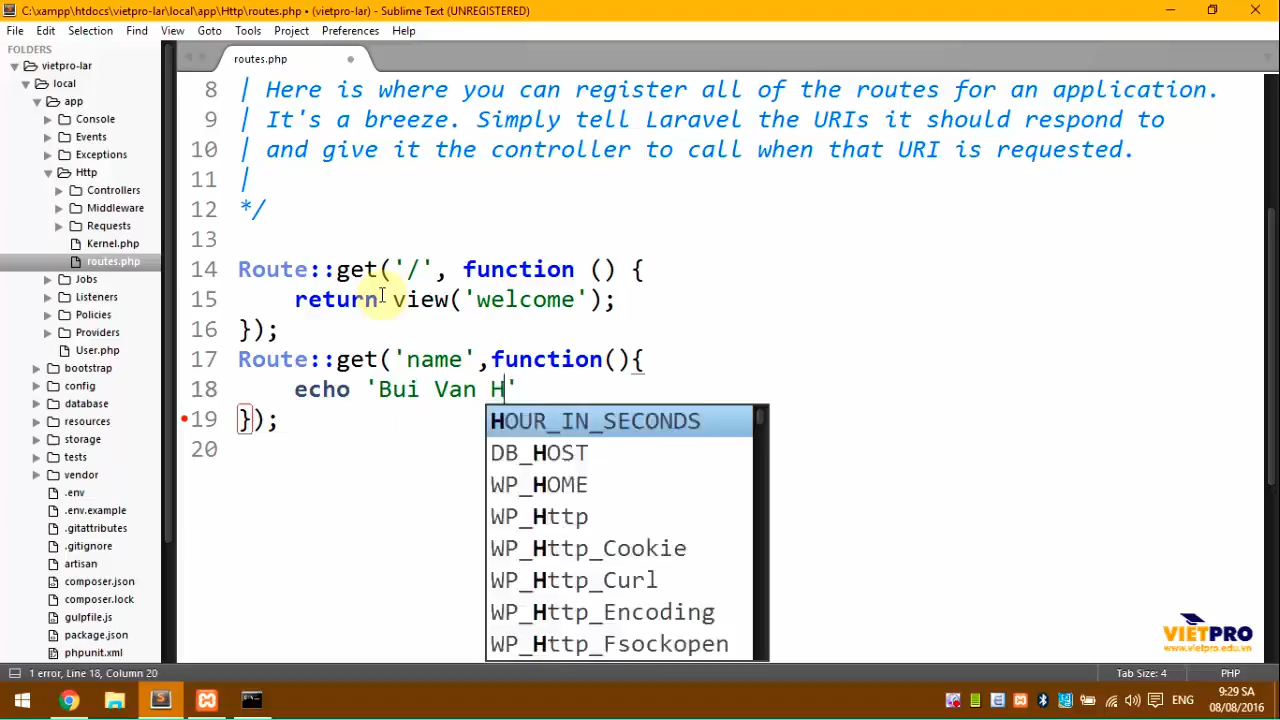 C:\xampp\htdocs\vietpro-lar\local\app\Http\routes.php • (vietpro-lar) - Sublime Text (UNREGISTERED)
File Edit Selection Find View Goto Tools Project Preferences Help
FOLDERS
vietpro-lar
local
app
Console
Events
Exceptions
Http
Controllers
Middleware
Requests
Kernel.php
routes.php
Jobs
Listeners
Policies
Providers
User.php
bootstrap
config
database
resources
storage
tests
vendor
.env
.env.example
.gitattributes
.gitignore
artisan
composer.json
composer.lock
gulpfile.js
package.json
phpunit.xml
routes.php
8 | Here is where you can register all of the routes for an application.
9 | It's a breeze. Simply tell Laravel the URIs it should respond to
10 | and give it the controller to call when that URI is requested.
11 |
12 */
13
14 Route::get('/', function () {
15 return view('welcome');
16 });
17 Route::get('name',function(){
18 echo 'Bui Van H'
19 });
20
HOUR_IN_SECONDS
DB_HOST
WP_HOME
WP_Http
WP_Http_Cookie
WP_Http_Curl
WP_Http_Encoding
WP_Http_Fsockopen
VIETPRO
vietpro.edu.vn
1 error, Line 18, Column 20 Tab Size: 4 PHP
ENG 9:29 SA
08/08/2016